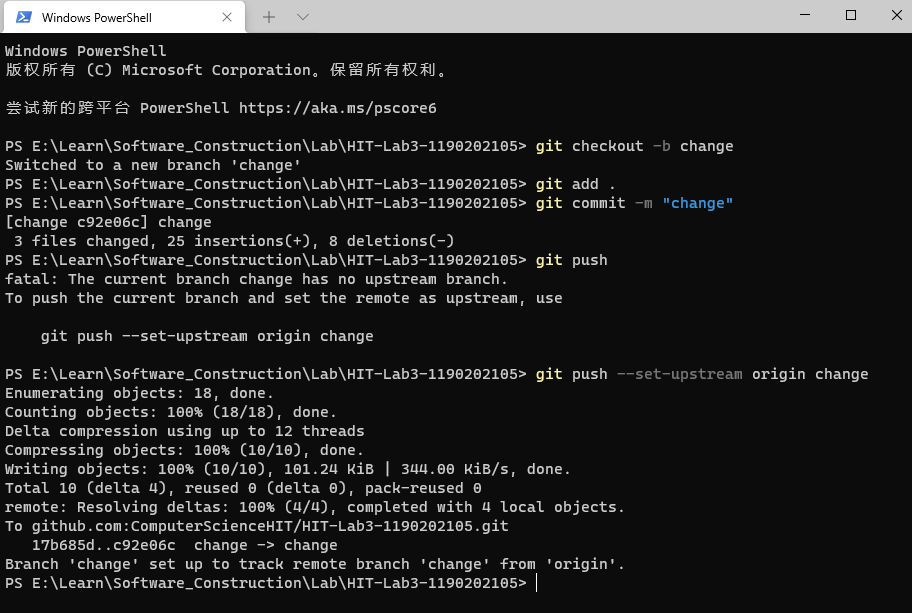 Windows PowerShell
Windows PowerShell
版权所有 (C) Microsoft Corporation。保留所有权利。
尝试新的跨平台 PowerShell https://aka.ms/pscore6
PS E:\Learn\Software_Construction\Lab\HIT-Lab3-1190202105> git checkout -b change
Switched to a new branch 'change'
PS E:\Learn\Software_Construction\Lab\HIT-Lab3-1190202105> git add .
PS E:\Learn\Software_Construction\Lab\HIT-Lab3-1190202105> git commit -m "change"
[change c92e06c] change
 3 files changed, 25 insertions(+), 8 deletions(-)
PS E:\Learn\Software_Construction\Lab\HIT-Lab3-1190202105> git push
fatal: The current branch change has no upstream branch.
To push the current branch and set the remote as upstream, use
    git push --set-upstream origin change
PS E:\Learn\Software_Construction\Lab\HIT-Lab3-1190202105> git push --set-upstream origin change
Enumerating objects: 18, done.
Counting objects: 100% (18/18), done.
Delta compression using up to 12 threads
Compressing objects: 100% (10/10), done.
Writing objects: 100% (10/10), 101.24 KiB | 344.00 KiB/s, done.
Total 10 (delta 4), reused 0 (delta 0), pack-reused 0
remote: Resolving deltas: 100% (4/4), completed with 4 local objects.
To github.com:ComputerScienceHIT/HIT-Lab3-1190202105.git
   17b685d..c92e06c  change -> change
Branch 'change' set up to track remote branch 'change' from 'origin'.
PS E:\Learn\Software_Construction\Lab\HIT-Lab3-1190202105>